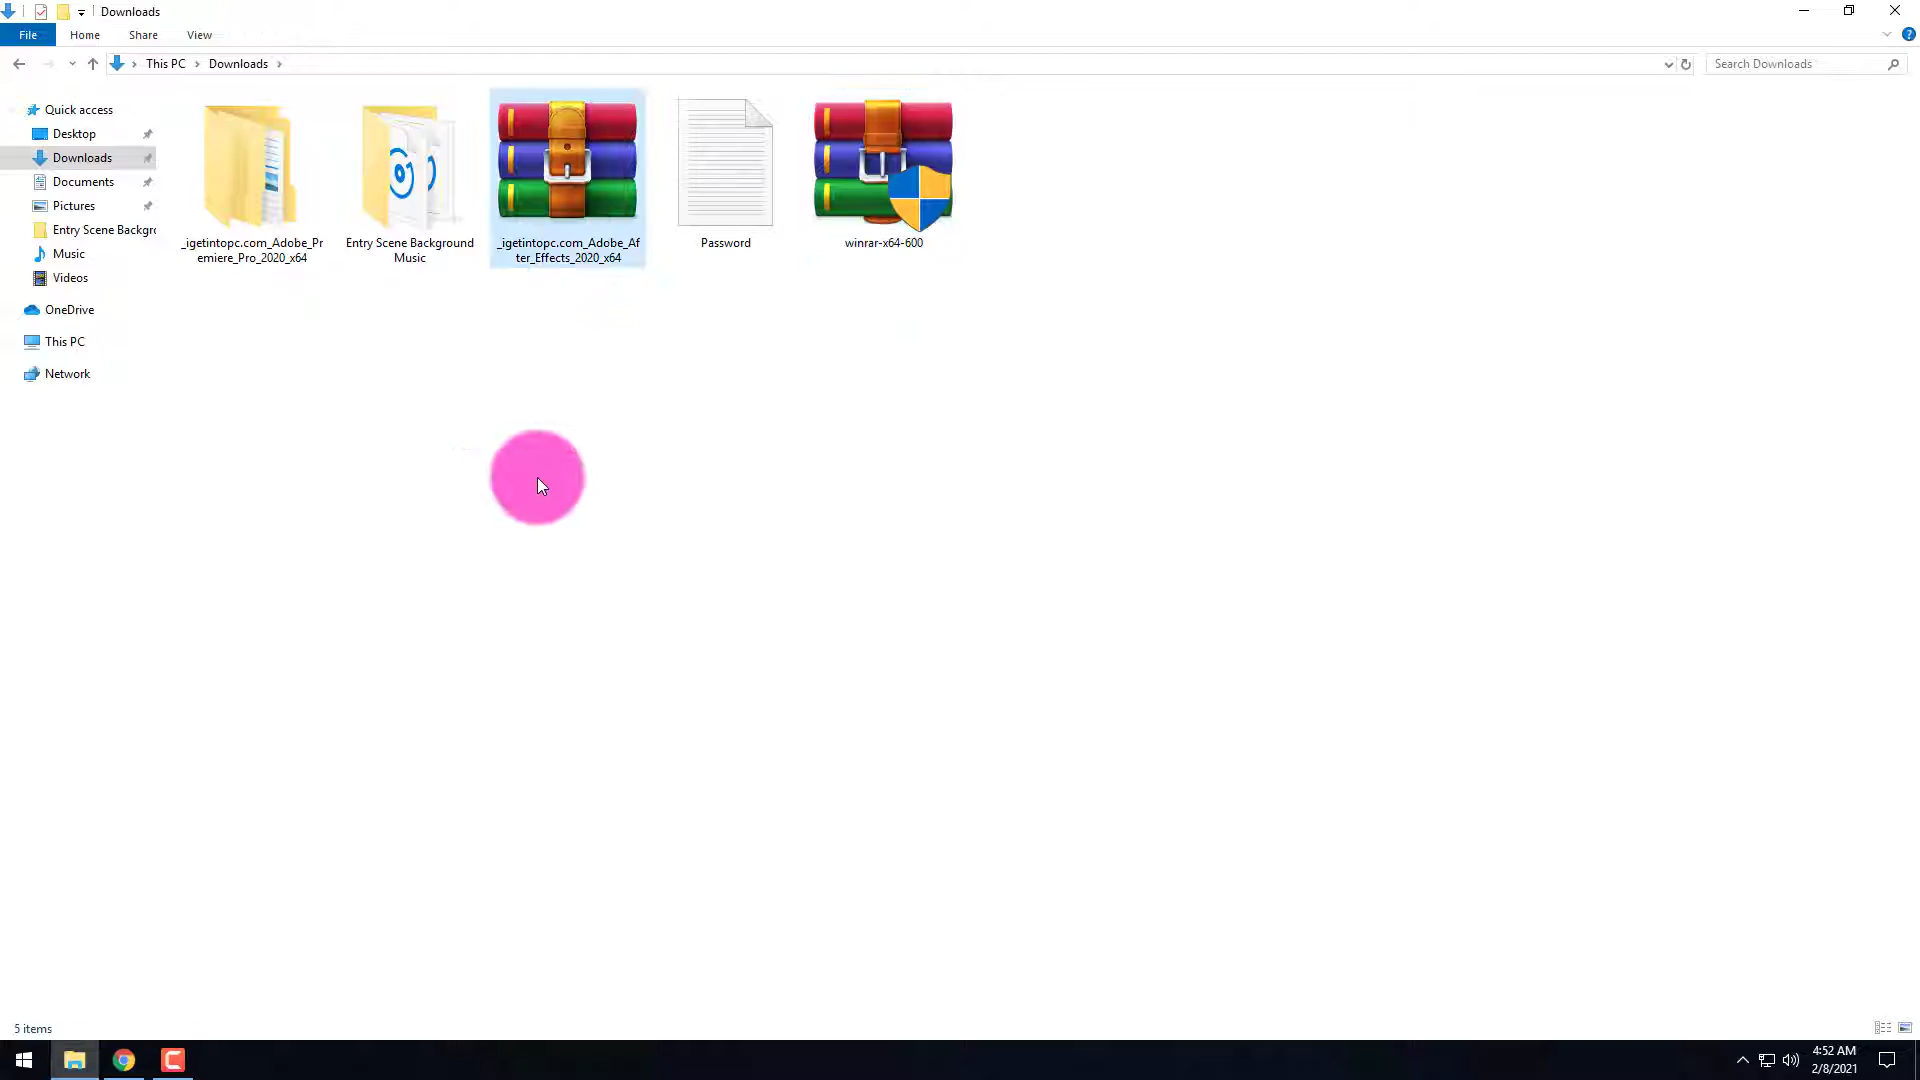 Downloads
File
Home
Share
View
This PC
Downloads
Search Downloads
Quick access
Desktop
Downloads
Documents
Pictures
Entry Scene Backgro
Music
Videos
OneDrive
This PC
Network
_igetintopc.com_Adobe_Pr
emiere_Pro_2020_x64
Entry Scene Background
Music
_igetintopc.com_Adobe_Af
ter_Effects_2020_x64
Password
winrar-x64-600
5 items
4:52 AM
2/8/2021